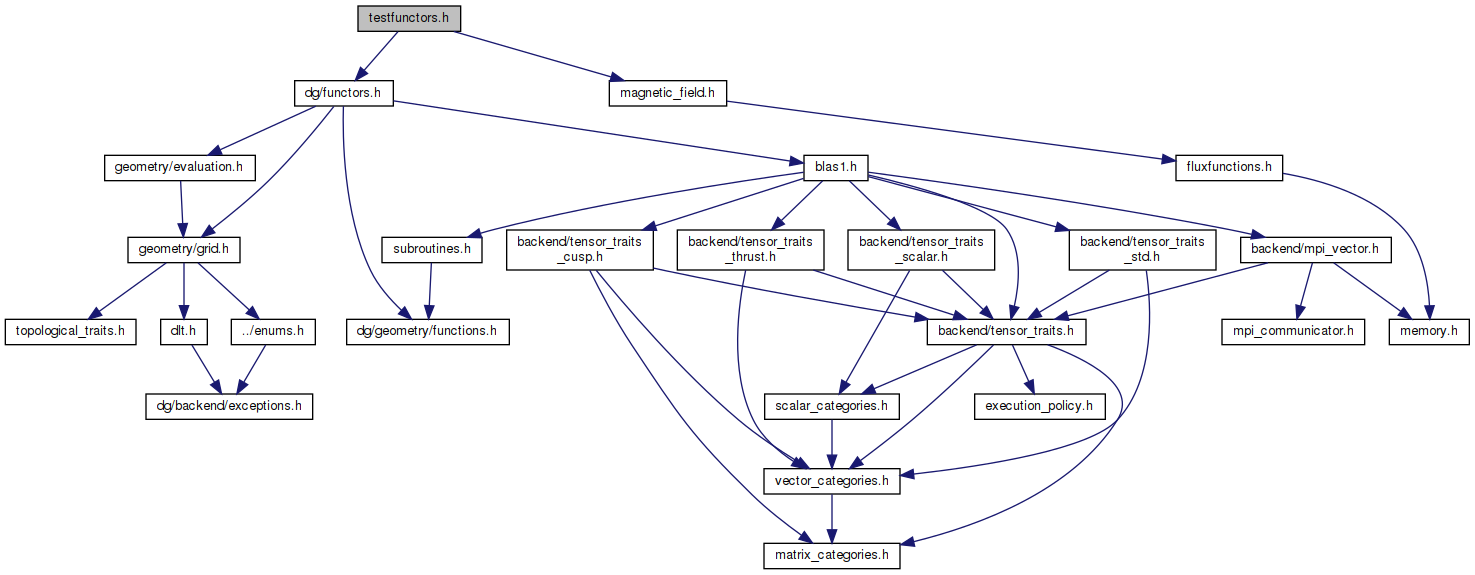 testfunctors.h
dg/functors.h
magnetic_field.h
geometry/evaluation.h
blas1.h
fluxfunctions.h
geometry/grid.h
subroutines.h
backend/tensor_traits
_cusp.h
backend/tensor_traits
_thrust.h
backend/tensor_traits
_scalar.h
backend/tensor_traits
_std.h
backend/mpi_vector.h
topological_traits.h
dlt.h
../enums.h
dg/geometry/functions.h
backend/tensor_traits.h
mpi_communicator.h
memory.h
dg/backend/exceptions.h
scalar_categories.h
execution_policy.h
vector_categories.h
matrix_categories.h